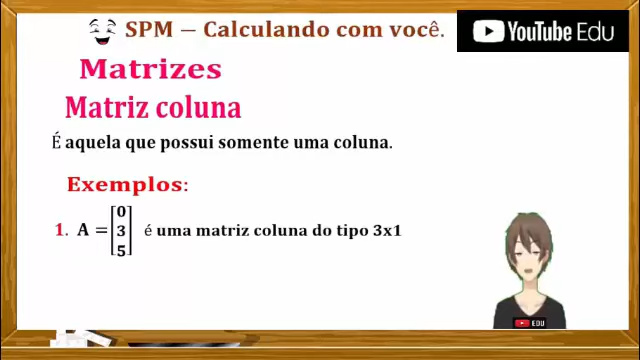 SPM – Calculando com você.
YouTube Edu
Matrizes
Matriz coluna
É aquela que possui somente uma coluna.
Exemplos:
1. A = [0 3 5] é uma matriz coluna do tipo 3x1
EDU